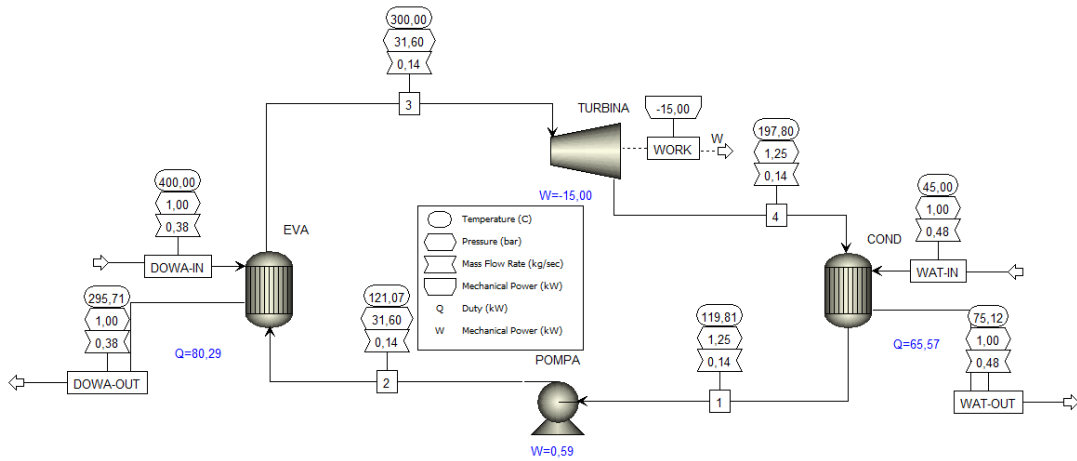 300,00
31,60
0,14
3
TURBINA
-15,00
WORK
W
W=-15,00
197,80
1,25
0,14
4
400,00
1,00
0,38
DOWA-IN
EVA
45,00
1,00
0,48
WAT-IN
COND
Temperature (C)
Pressure (bar)
Mass Flow Rate (kg/sec)
Mechanical Power (kW)
Q Duty (kW)
W Mechanical Power (kW)
295,71
1,00
0,38
DOWA-OUT
Q=80,29
121,07
31,60
0,14
2
POMPA
W=0,59
119,81
1,25
0,14
1
75,12
1,00
0,48
WAT-OUT
Q=65,57